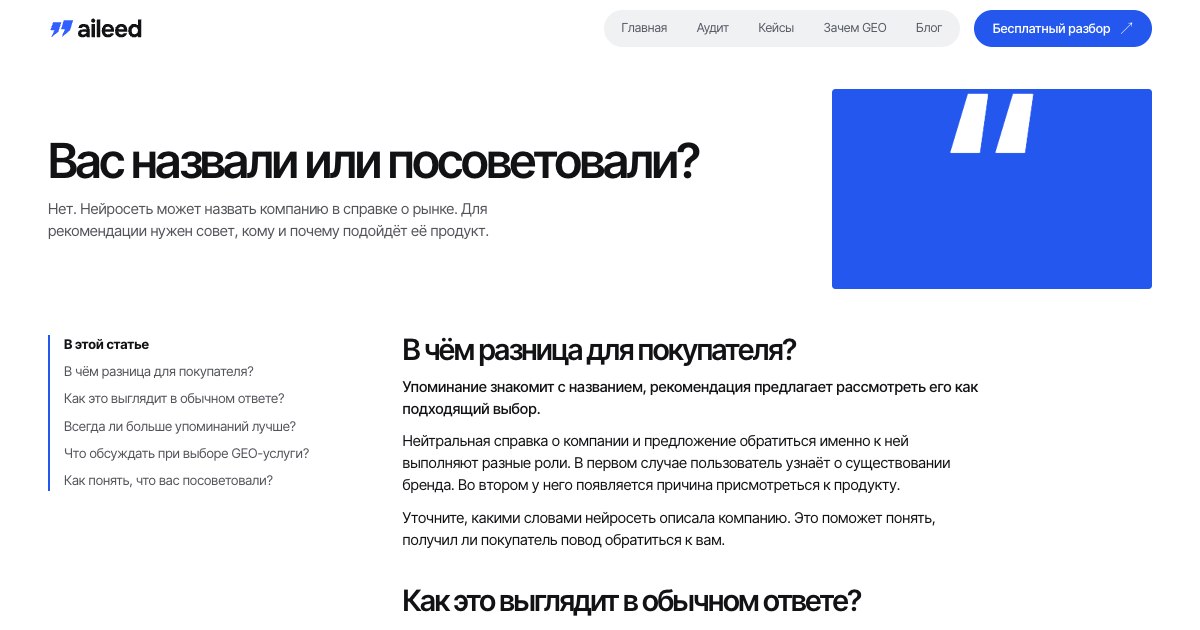 aileed
Главная Аудит Кейсы Зачем GEO Блог
Бесплатный разбор
Вас назвали или посоветовали?
Нет. Нейросеть может назвать компанию в справке о рынке. Для
рекомендации нужен совет, кому и почему подойдёт её продукт.
В этой статье
В чём разница для покупателя?
Как это выглядит в обычном ответе?
Всегда ли больше упоминаний лучше?
Что обсуждать при выборе GEO-услуги?
Как понять, что вас посоветовали?
В чём разница для покупателя?
Упоминание знакомит с названием, рекомендация предлагает рассмотреть его как
подходящий выбор.
Нейтральная справка о компании и предложение обратиться именно к ней
выполняют разные роли. В первом случае пользователь узнаёт о существовании
бренда. Во втором у него появляется причина присмотреться к продукту.
Уточните, какими словами нейросеть описала компанию. Это поможет понять,
получил ли покупатель повод обратиться к вам.
Как это выглядит в обычном ответе?